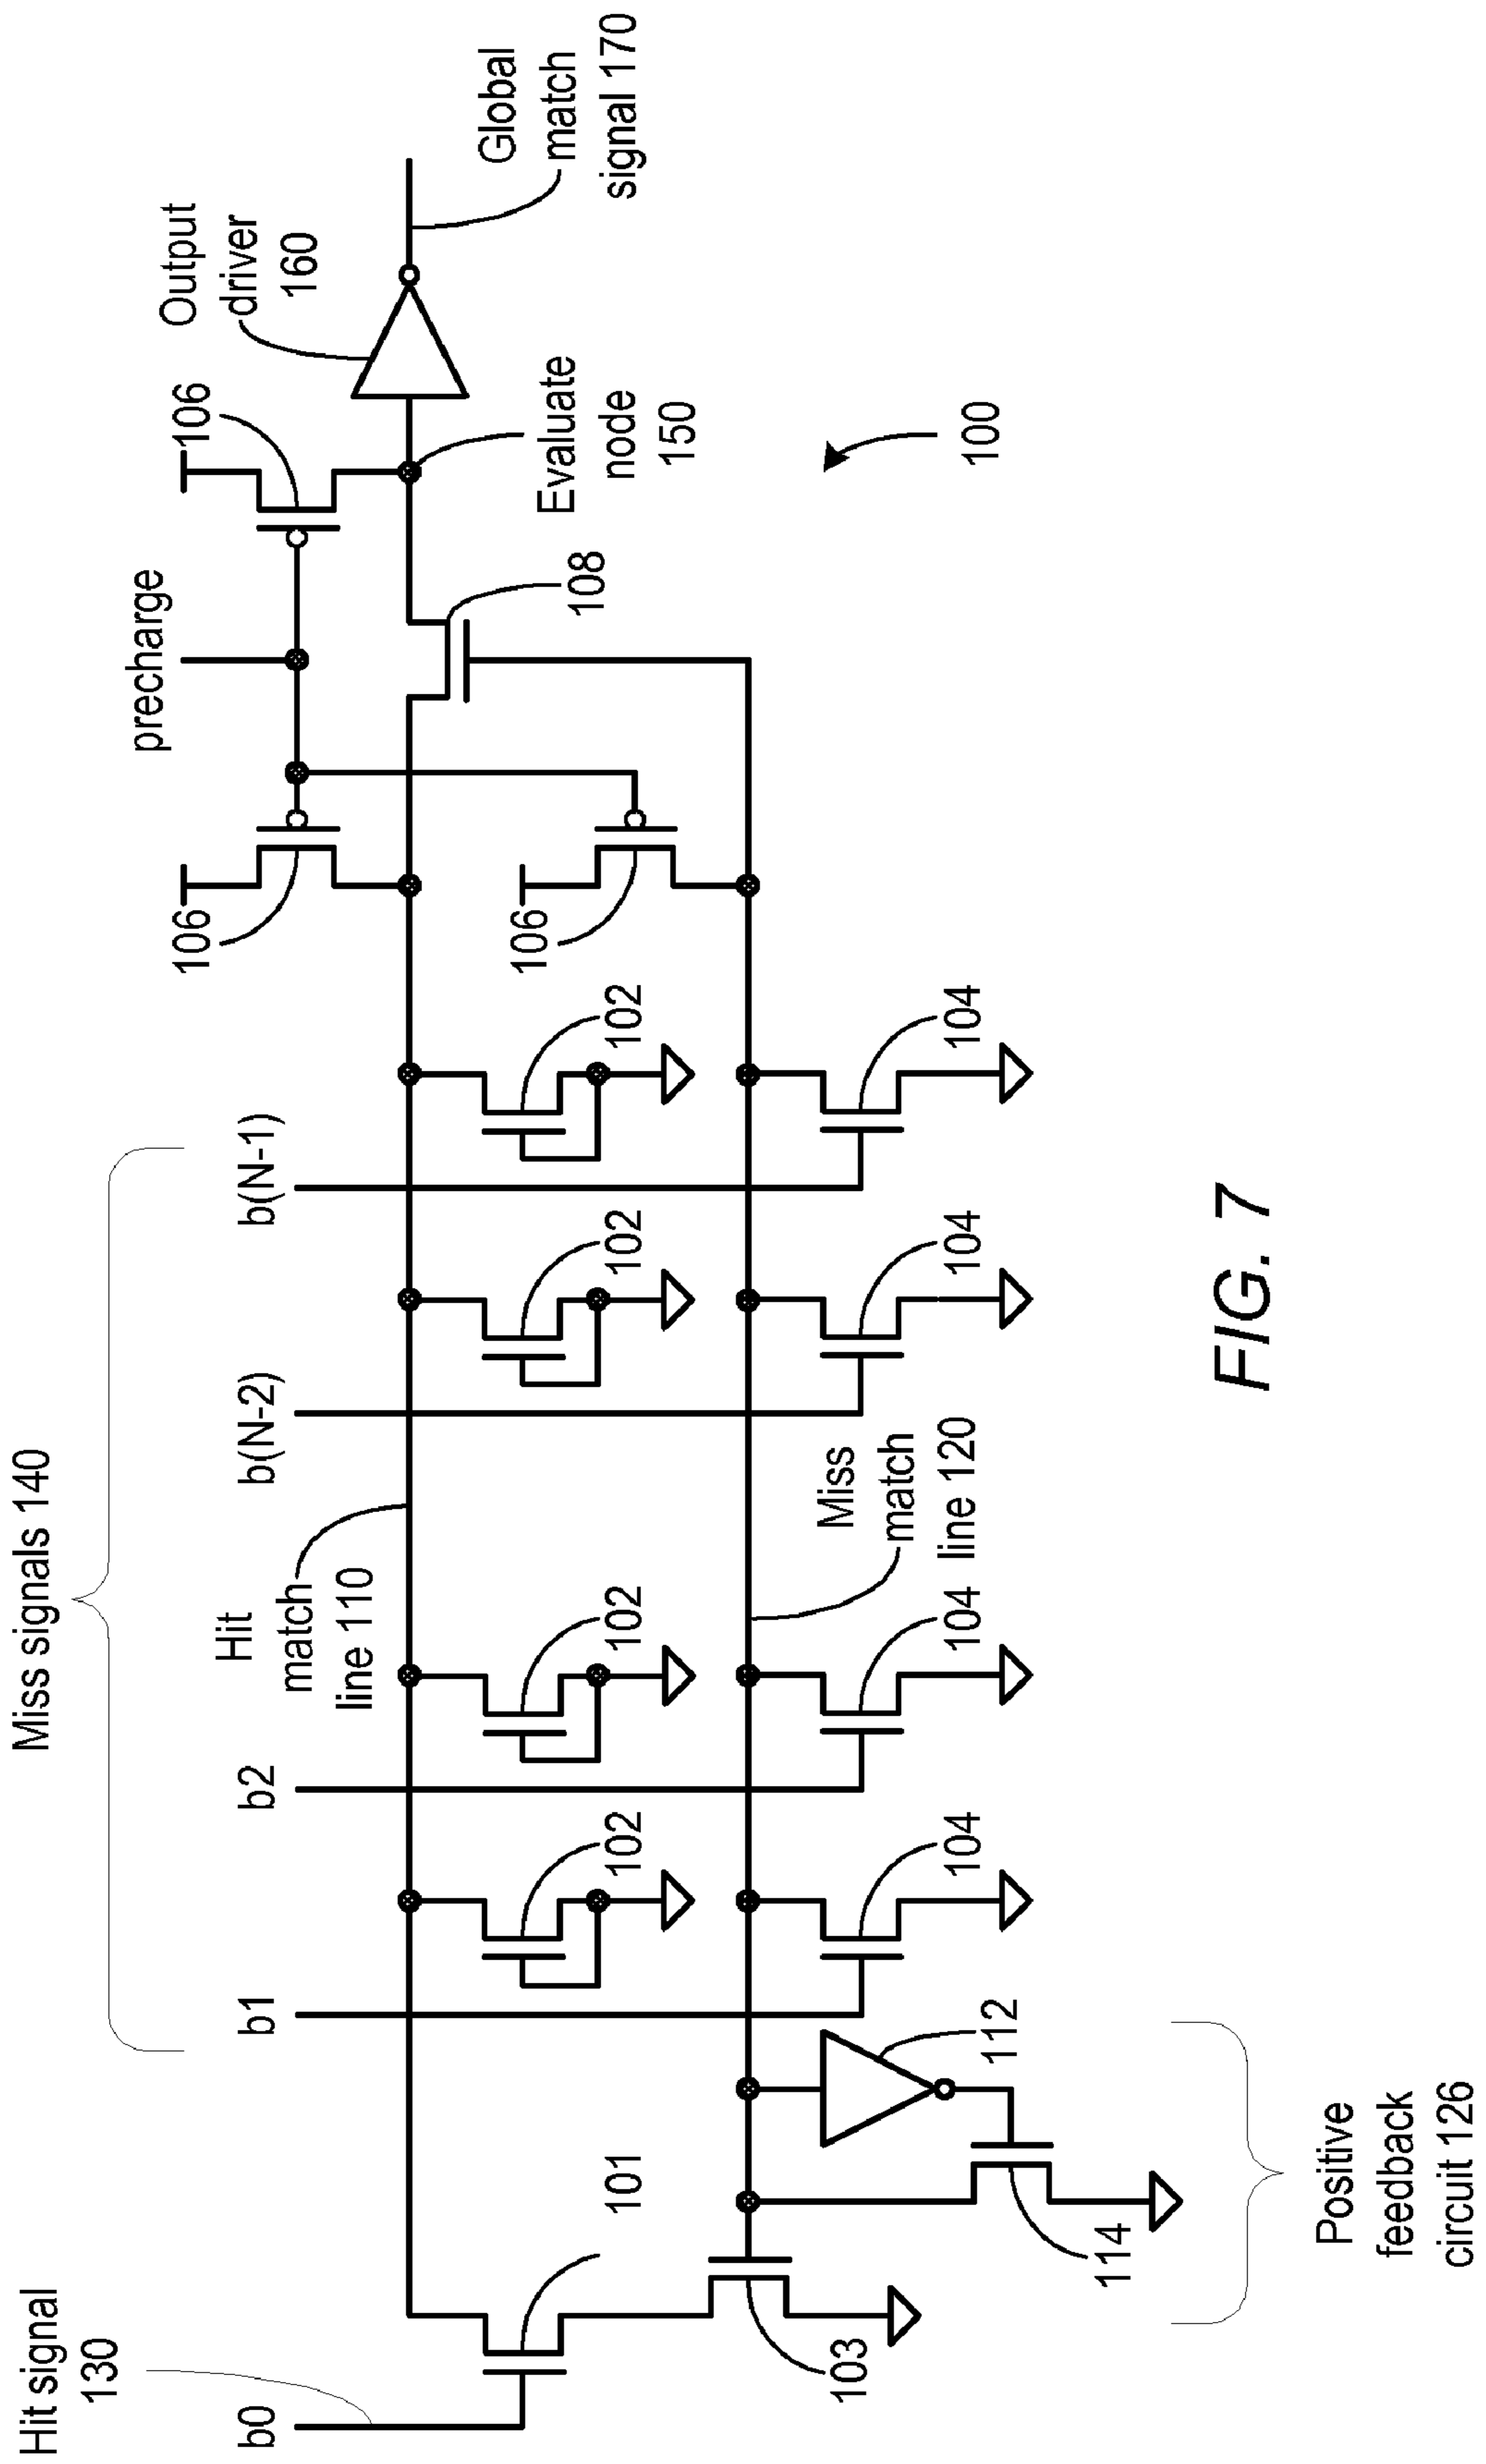 Miss signals 140
Hit signal
130
b0
b1
b2
b(N-2)
b(N-1)
precharge
106
106
Output
driver
160
Global
match
signal 170
Hit
match
line 110
102
102
102
102
106
108
Evaluate
node
150
101
Miss
match
line 120
103
104
104
104
104
112
114
100
Positive
feedback
circuit 126
FIG. 7